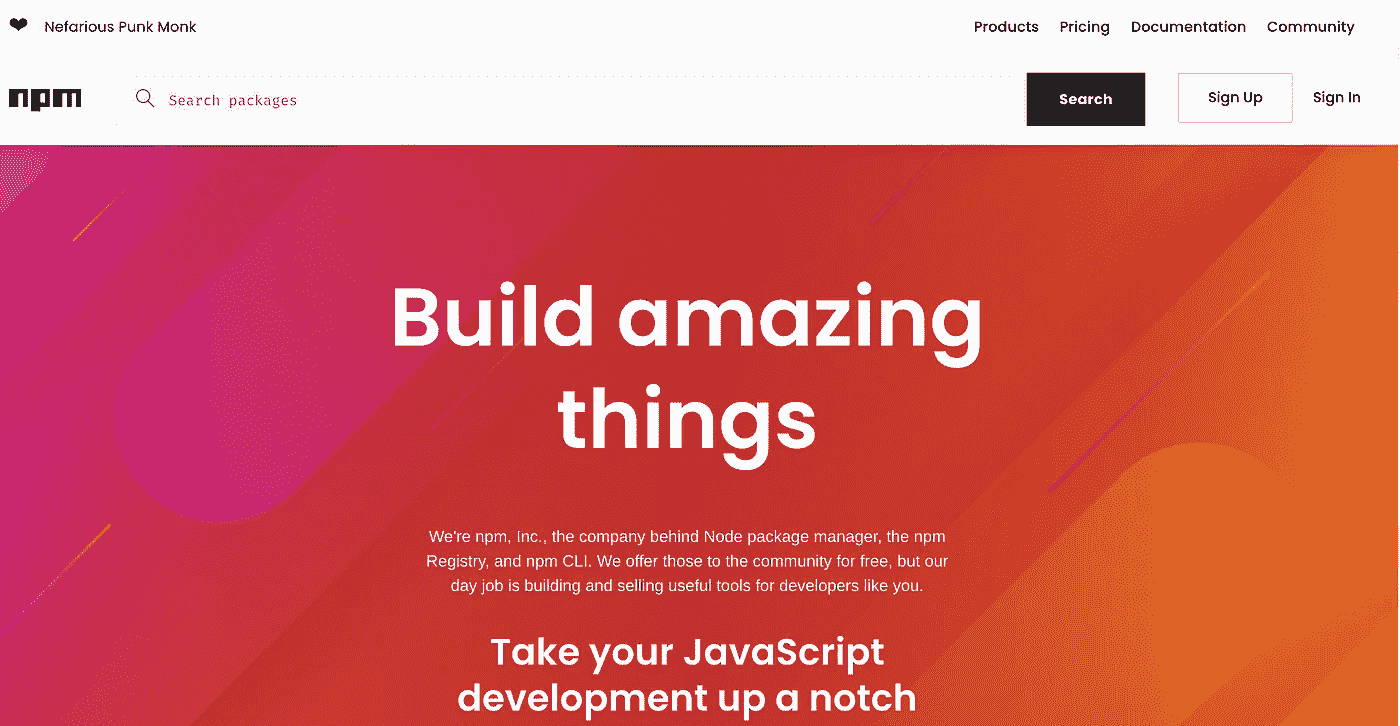 ❤ Nefarious Punk Monk
Products Pricing Documentation Community
npm
Search packages
Search
Sign Up
Sign In
Build amazing
things
We're npm, Inc., the company behind Node package manager, the npm
Registry, and npm CLI. We offer those to the community for free, but our
day job is building and selling useful tools for developers like you.
Take your JavaScript
development up a notch